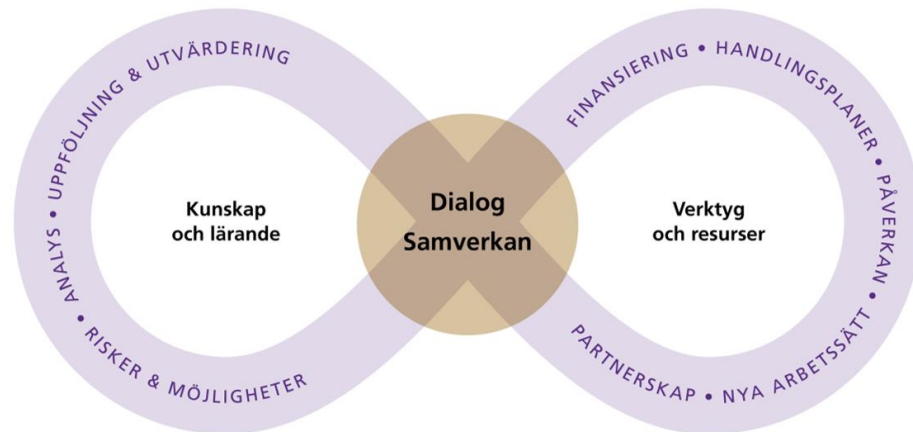 UPPFÖLJNING & UTVÄRDERING
• ANALYS •
• RISKER & MÖJLIGHETER
Kunskap
och lärande
Dialog
Samverkan
FINANSIERING • HANDLINGSPLANER • PÅVERKAN •
PARTNERSKAP • NYA ARBETSSÄTT •
Verktyg
och resurser